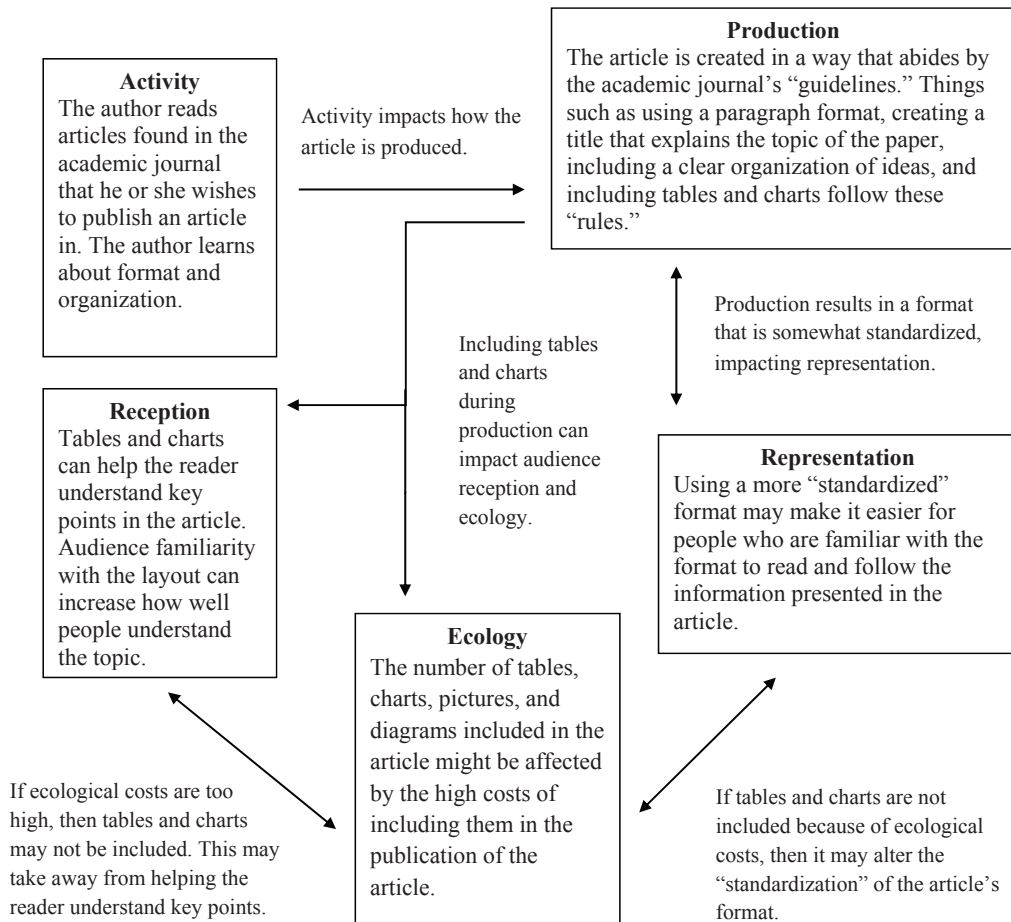 Activity
The author reads
articles found in the
academic journal
that he or she wishes
to publish an article
in. The author learns
about format and
organization.
Activity impacts how the
article is produced.
Production
The article is created in a way that abides by
the academic journal’s “guidelines.” Things
such as using a paragraph format, creating a
title that explains the topic of the paper,
including a clear organization of ideas, and
including tables and charts follow these
“rules.”
Production results in a format
that is somewhat standardized,
impacting representation.
Including tables
and charts
during
production can
impact audience
reception and
ecology.
Reception
Tables and charts
can help the reader
understand key
points in the article.
Audience familiarity
with the layout can
increase how well
people understand
the topic.
Representation
Using a more “standardized”
format may make it easier for
people who are familiar with the
format to read and follow the
information presented in the
article.
Ecology
The number of tables,
charts, pictures, and
diagrams included in the
article might be affected
by the high costs of
including them in the
publication of the
article.
If ecological costs are too
high, then tables and charts
may not be included. This may
take away from helping the
reader understand key points.
If tables and charts are not
included because of ecological
costs, then it may alter the
“standardization” of the article’s
format.